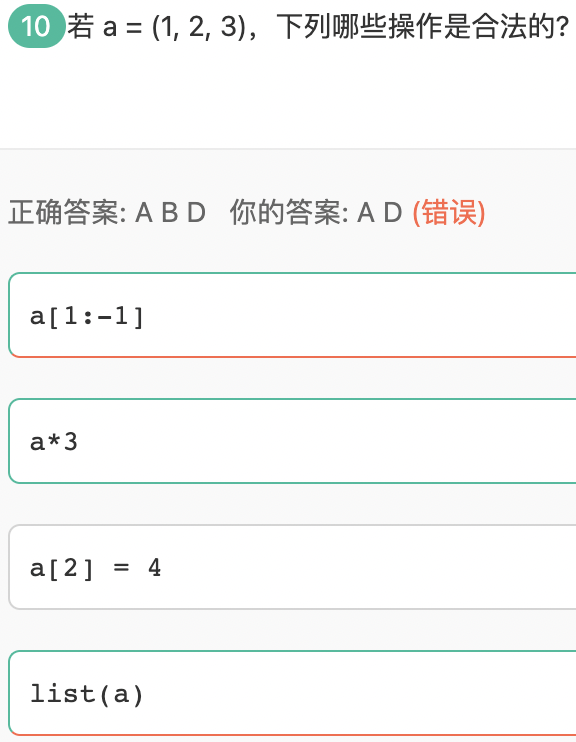 10 若 a = (1, 2, 3)，下列哪些操作是合法的?
正确答案: A B D 你的答案: A D (错误)
a[1:-1]
a*3
a[2] = 4
list(a)